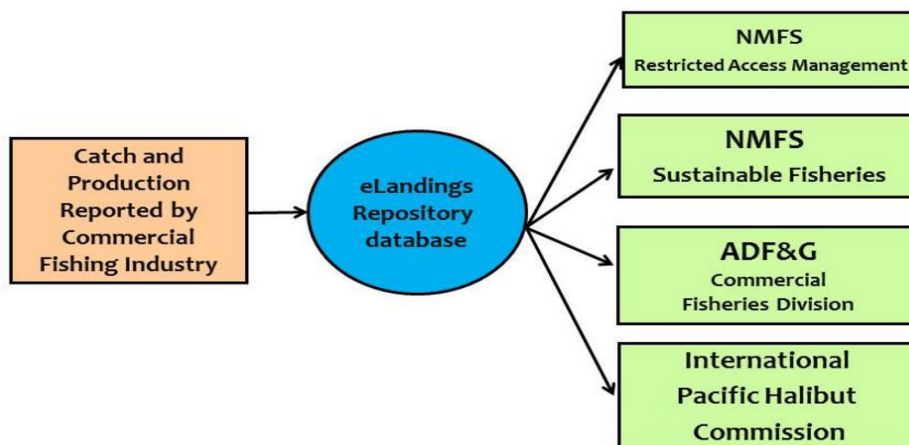 Catch and
Production
Reported by
Commercial
Fishing Industry
eLandings
Repository
database
NMFS
Restricted Access Management
NMFS
Sustainable Fisheries
ADF&G
Commercial
Fisheries Division
International
Pacific Halibut
Commission